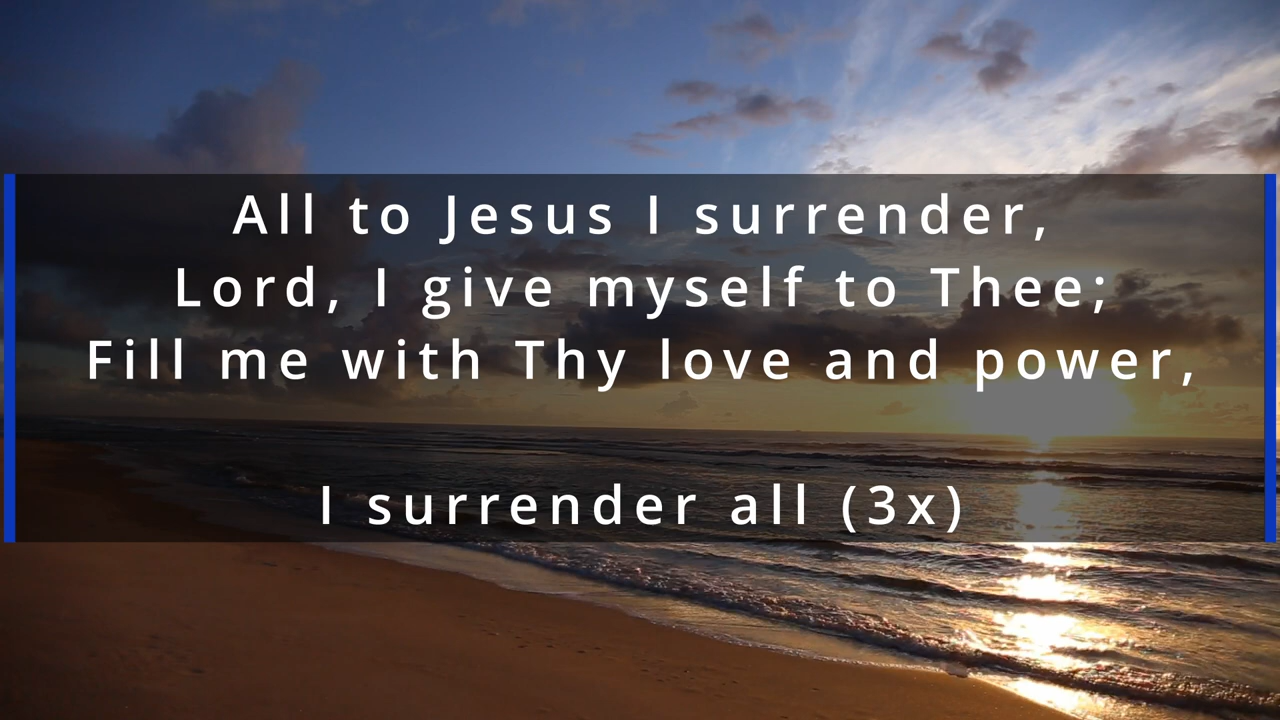 All to Jesus I surrender,
Lord, I give myself to Thee;
Fill me with Thy love and power,
I surrender all (3x)